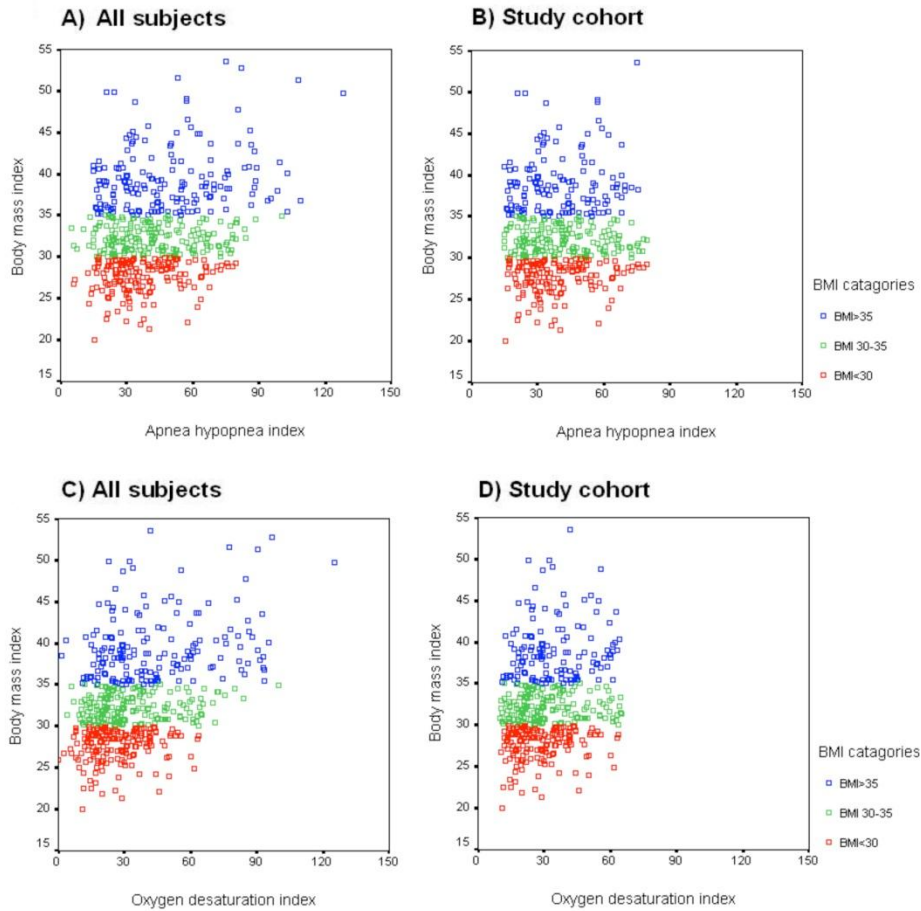 A) All subjects
B) Study cohort
55
50
45
40
35
30
25
20
15
0 30 60 90 120 150
Body mass index
Apnea hypopnea index
55
50
45
40
35
30
25
20
15
0 30 60 90 120 150
Body mass index
Apnea hypopnea index
BMI catagories
BMI>35
BMI 30-35
BMI<30
C) All subjects
D) Study cohort
55
50
45
40
35
30
25
20
15
0 30 60 90 120 150
Body mass index
Oxygen desaturation index
55
50
45
40
35
30
25
20
15
0 30 60 90 120 150
Body mass index
Oxygen desaturation index
BMI catagories
BMI>35
BMI 30-35
BMI<30